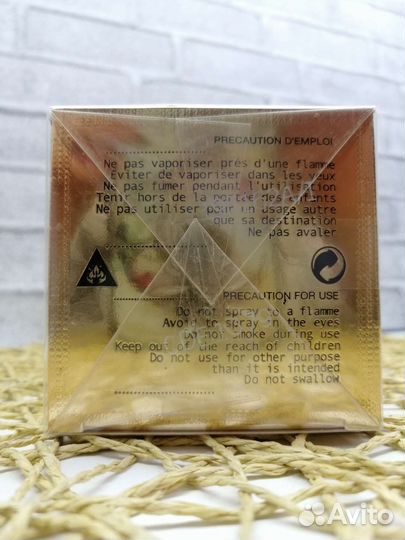 PRECAUTION D'EMPLOI
Ne pas vaporiser près d'une flamme
Eviter de vaporiser dans les yeux
Ne pas fumer pendant l'utilisation
Tenir hors de la portée des enfants
Ne pas utiliser pour un usage autre
que sa destination
Ne pas avaler
PRECAUTION FOR USE
Do not spray to a flamme
Avoid to spray in the eyes
Do not smoke during use
Keep out of the reach of children
Do not use for other purpose
than it is intended
Do not swallow
Avito